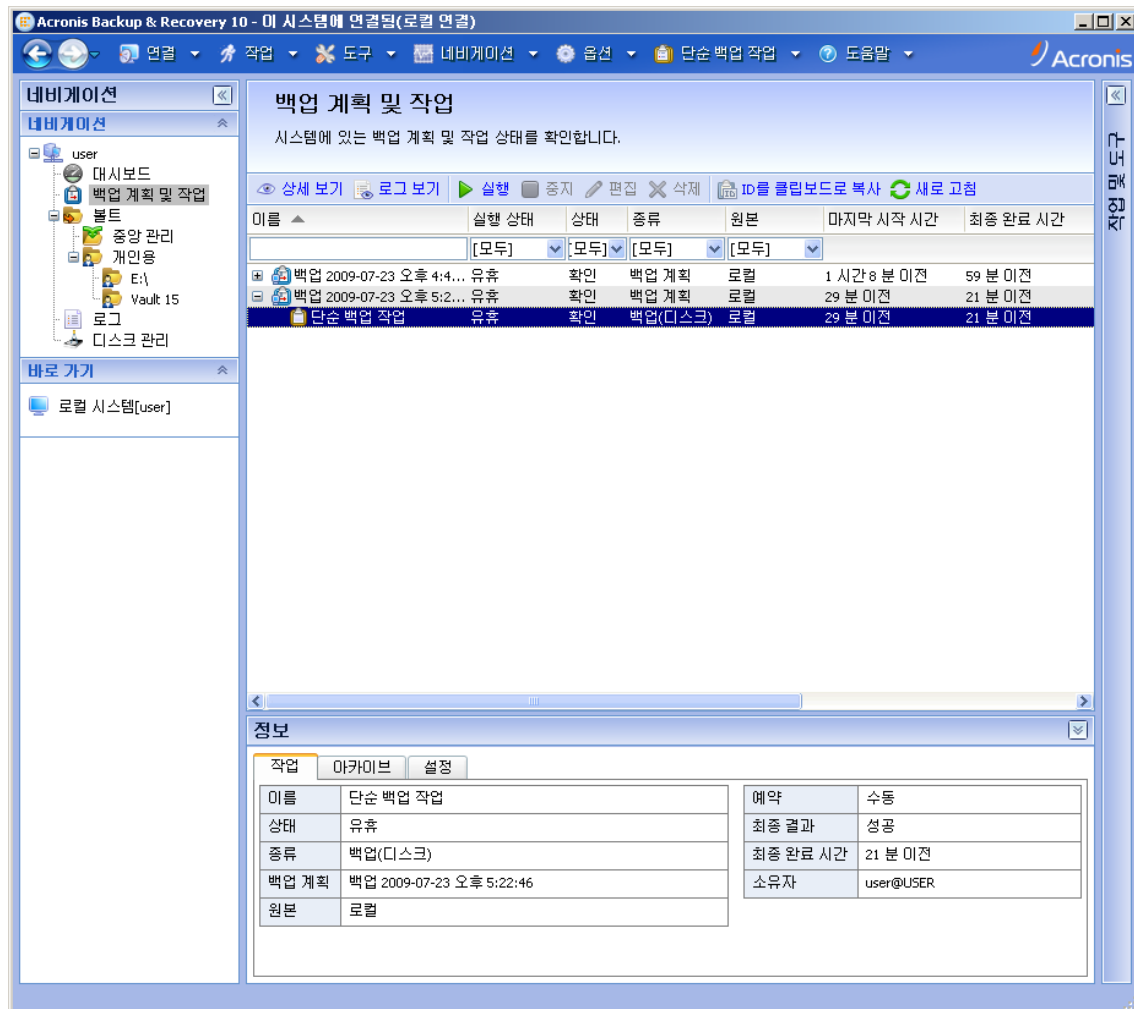 Acronis Backup & Recovery 10 - 이 시스템에 연결됨(로컬 연결)
연결 작업 도구 네비게이션 옵션 단순 백업 작업 도움말 Acronis
네비게이션
네비게이션
user
대시보드
백업 계획 및 작업
볼트
중앙 관리
개인용
E:\
Vault 15
로그
디스크 관리
바로 가기
로컬 시스템[user]
백업 계획 및 작업
시스템에 있는 백업 계획 및 작업 상태를 확인합니다.
상세 보기 로그 보기 실행 중지 편집 삭제 ID를 클립보드로 복사 새로 고침
이름 실행 상태 상태 종류 원본 마지막 시작 시간 최종 완료 시간
[모두] [모두] [모두] [모두]
백업 2009-07-23 오후 4:4... 유휴 확인 백업 계획 로컬 1 시간 8 분 이전 59 분 이전
백업 2009-07-23 오후 5:2... 유휴 확인 백업 계획 로컬 29 분 이전 21 분 이전
단순 백업 작업 유휴 확인 백업(디스크) 로컬 29 분 이전 21 분 이전
정보
작업 아카이브 설정
이름 단순 백업 작업
상태 유휴
종류 백업(디스크)
백업 계획 백업 2009-07-23 오후 5:22:46
원본 로컬
예약 수동
최종 결과 성공
최종 완료 시간 21 분 이전
소유자 user@USER
작업 및 도구